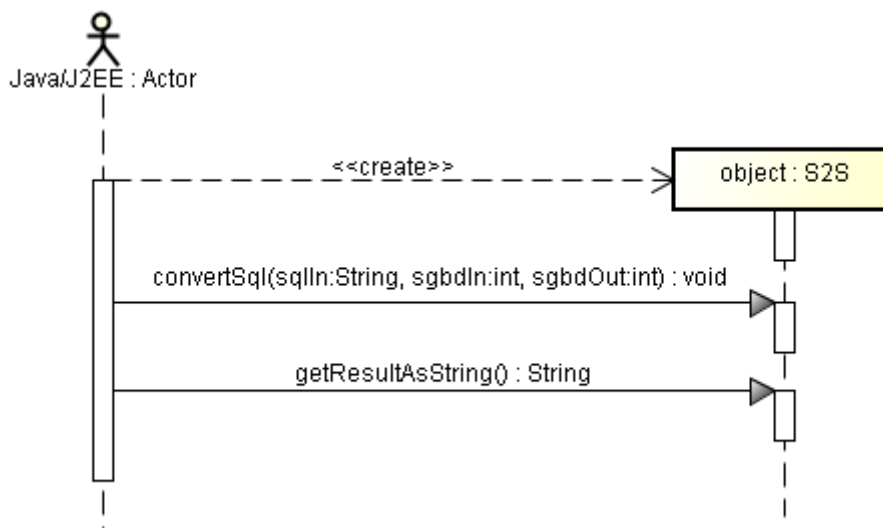 Java/J2EE : Actor
<<create>>
object : S2S
convertSql(sqlIn:String, sgbdIn:int, sgbdOut:int) : void
getResultAsString() : String